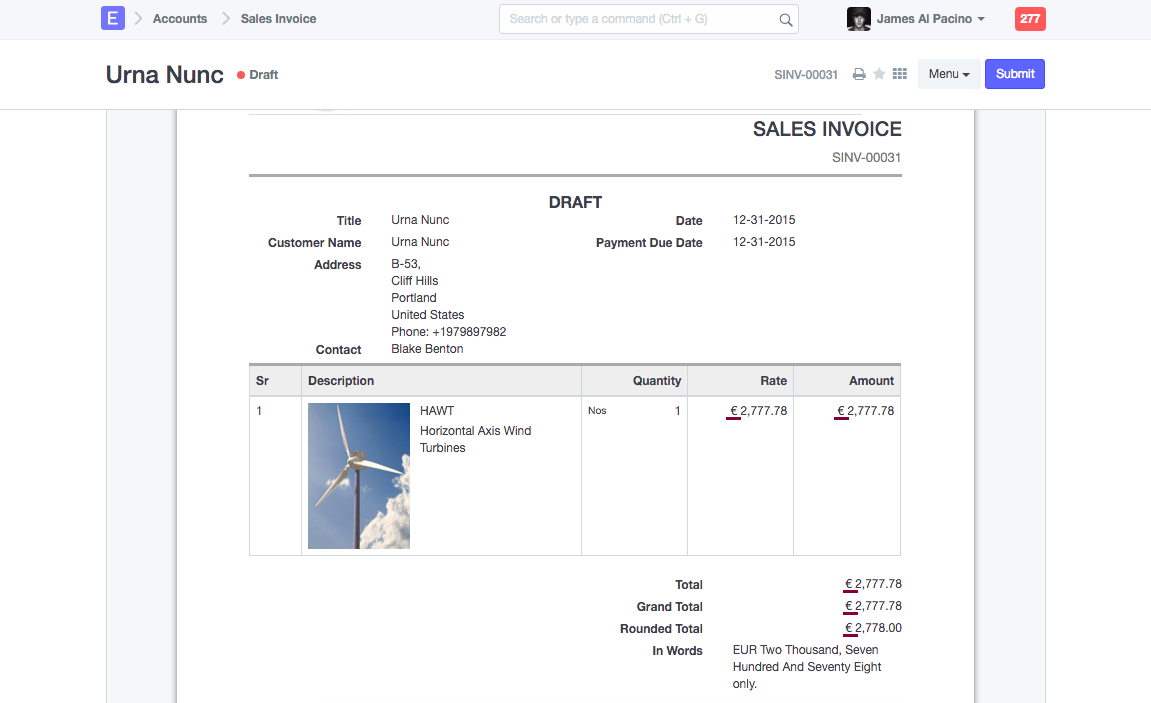 E Accounts Sales Invoice Search or type a command (Ctrl + G) James Al Pacino 277
Urna Nunc Draft SINV-00031 Menu Submit
SALES INVOICE
SINV-00031
DRAFT
Title Urna Nunc Date 12-31-2015
Customer Name Urna Nunc Payment Due Date 12-31-2015
Address B-53,
Cliff Hills
Portland
United States
Phone: +1979897982
Contact Blake Benton
Sr Description Quantity Rate Amount
1 HAWT Nos 1 € 2,777.78 € 2,777.78
Horizontal Axis Wind
Turbines
Total € 2,777.78
Grand Total € 2,777.78
Rounded Total € 2,778.00
In Words EUR Two Thousand, Seven
Hundred And Seventy Eight
only.